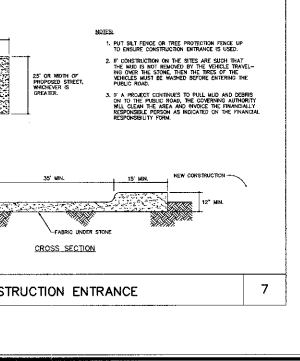 NOTES:
1. PUT SILT FENCE OR TREE PROTECTION FENCE UP
TO ENSURE CONSTRUCTION ENTRANCE IS USED.
2. IF CONSTRUCTION ON THE SITES ARE SUCH THAT
THE MUD IS NOT REMOVED BY THE VEHICLE TRAVEL-
ING OVER THE STONE, THEN THE TIRES OF THE
VEHICLES MUST BE WASHED BEFORE ENTERING THE
PUBLIC ROAD.
3. IF A PROJECT CONTINUES TO PULL MUD AND DEBRIS
ON TO THE PUBLIC ROAD, THE GOVERNING AUTHORITY
WILL CLEAN THE AREA AND INVOICE THE FINANCIALLY
RESPONSIBLE PERSON AS INDICATED ON THE FINANCIAL
RESPONSIBILITY FORM.
25' OR WIDTH OF
PROPOSED STREET,
WHICHEVER IS
GREATER.
35' MIN.
15' MIN.
NEW CONSTRUCTION
12" MIN.
FABRIC UNDER STONE
CROSS SECTION
STRUCTION ENTRANCE
7